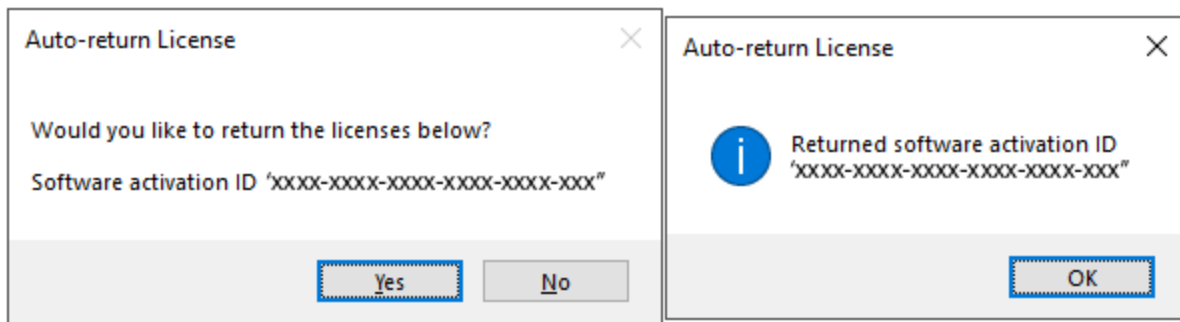 Auto-return License
Would you like to return the licenses below?
Software activation ID ‘xxxx-xxxx-xxxx-xxxx-xxxx-xxx”
Yes
No
Auto-return License
Returned software activation ID
‘xxxx-xxxx-xxxx-xxxx-xxxx-xxx”
OK